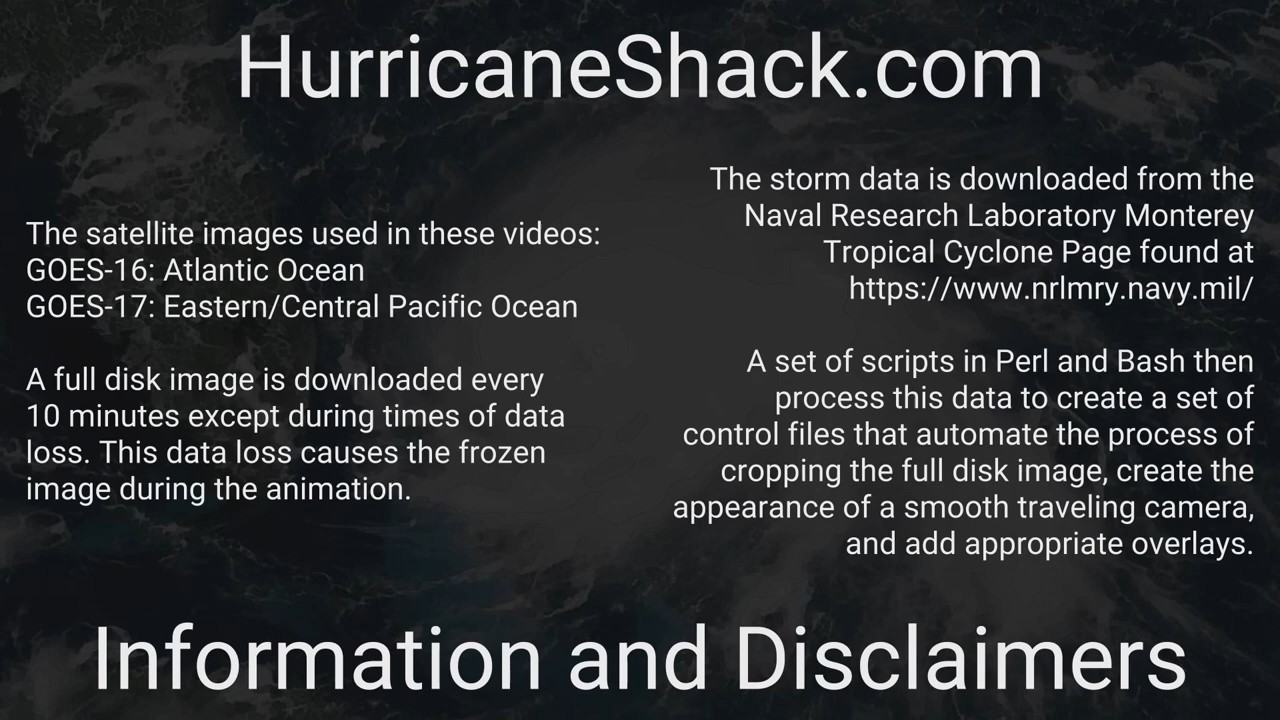 HurricaneShack.com
The satellite images used in these videos:
GOES-16: Atlantic Ocean
GOES-17: Eastern/Central Pacific Ocean
A full disk image is downloaded every
10 minutes except during times of data
loss. This data loss causes the frozen
image during the animation.
The storm data is downloaded from the
Naval Research Laboratory Monterey
Tropical Cyclone Page found at
https://www.nrlmry.navy.mil/
A set of scripts in Perl and Bash then
process this data to create a set of
control files that automate the process of
cropping the full disk image, create the
appearance of a smooth traveling camera,
and add appropriate overlays.
Information and Disclaimers